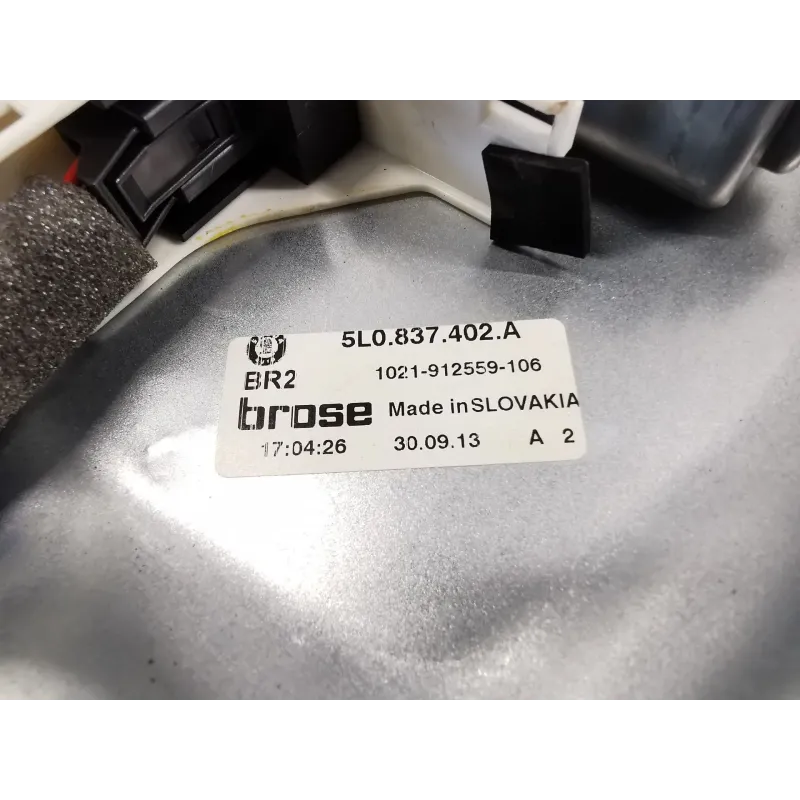 5L0.837.402.A
BR2 1021-912559-106
brose Made in SLOVAKIA
17:04:26 30.09.13 A 2